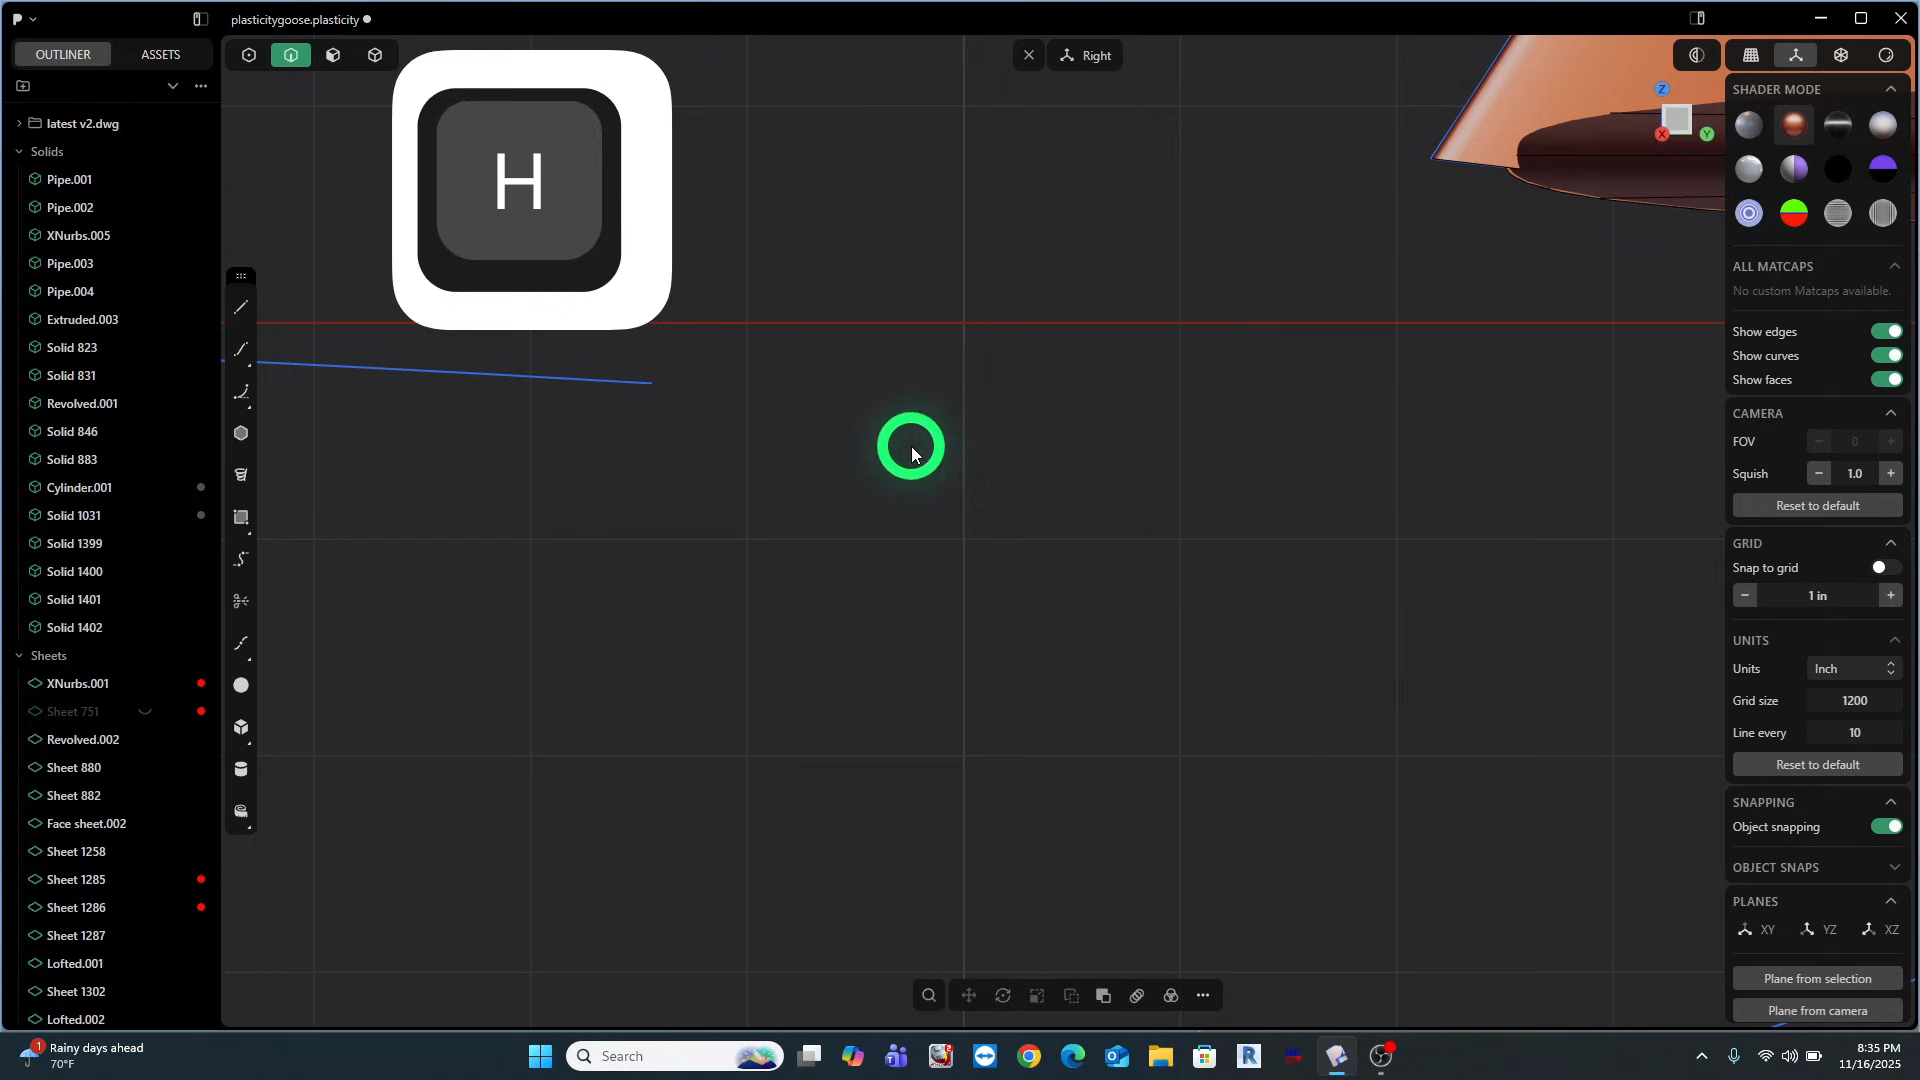 plasticitygoose.plasticity
OUTLINER
ASSETS
latest v2.dwg
Solids
Pipe.001
Pipe.002
XNurbs.005
Pipe.003
Pipe.004
Extruded.003
Solid 823
Solid 831
Revolved.001
Solid 846
Solid 883
Cylinder.001
Solid 1031
Solid 1399
Solid 1400
Solid 1401
Solid 1402
Sheets
XNurbs.001
Sheet 751
Revolved.002
Sheet 880
Sheet 882
Face sheet.002
Sheet 1258
Sheet 1285
Sheet 1286
Sheet 1287
Lofted.001
Sheet 1302
Lofted.002
H
Right
Z
X
Y
SHADER MODE
ALL MATCAPS
No custom Matcaps available.
Show edges
Show curves
Show faces
CAMERA
FOV
0
Squish
1.0
Reset to default
GRID
Snap to grid
1 in
UNITS
Units
Inch
Grid size
1200
Line every
10
Reset to default
SNAPPING
Object snapping
OBJECT SNAPS
PLANES
XY
YZ
XZ
Plane from selection
Plane from camera
1
Rainy days ahead
70°F
Search
8:35 PM
11/16/2025